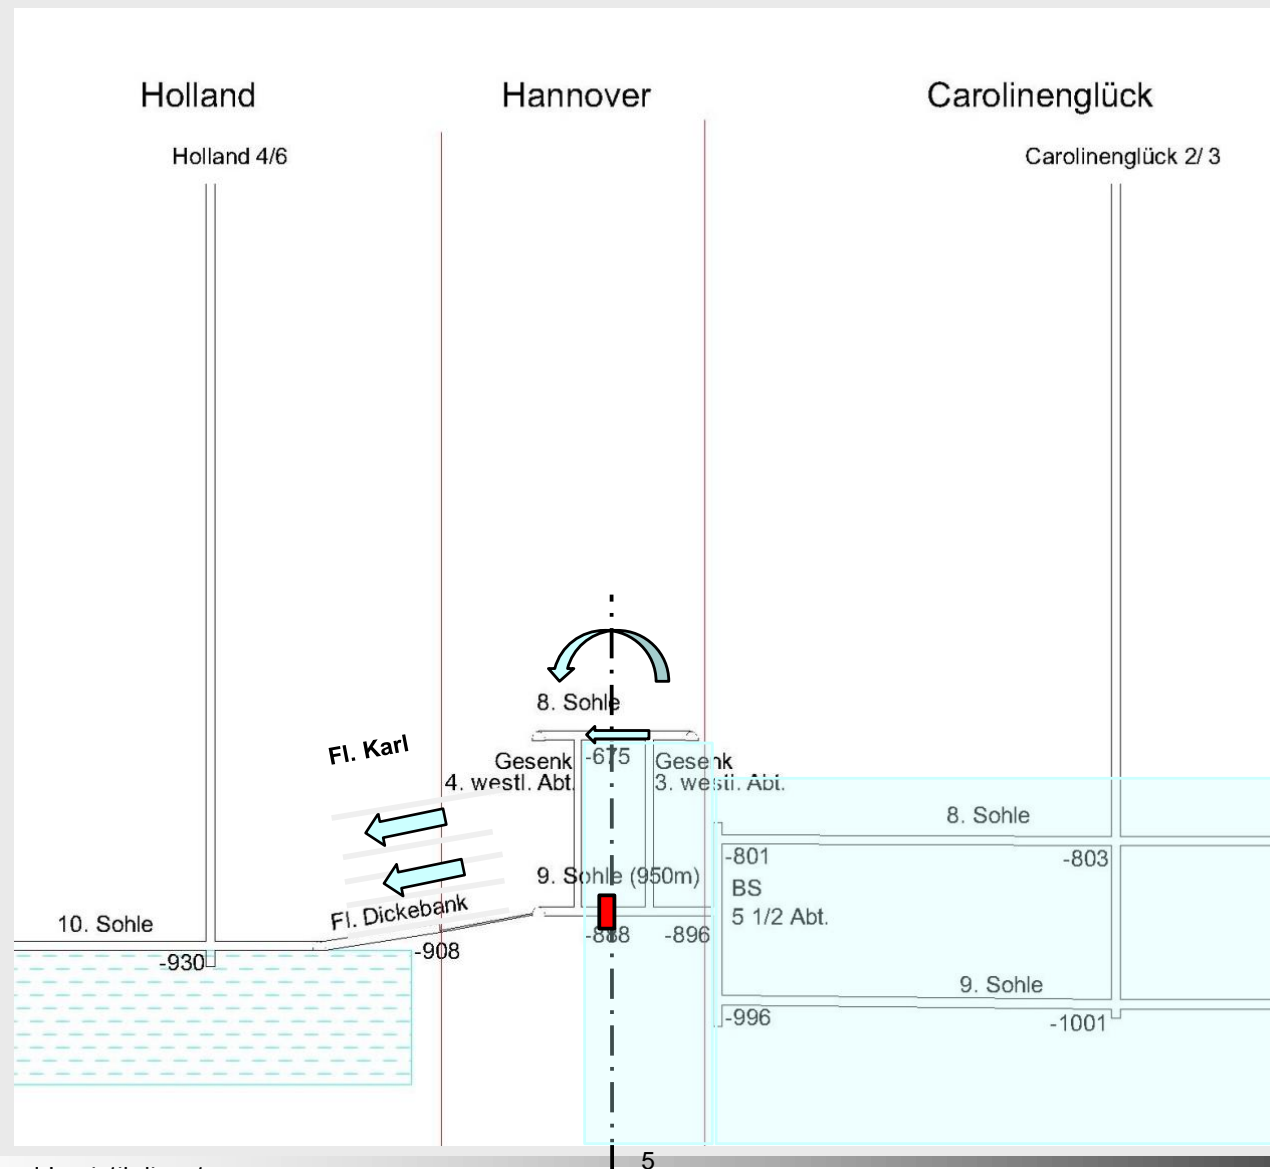 Holland
Hannover
Carolinenglück
Holland 4/6
Carolinenglück 2/ 3
8. Sohle
Fl. Karl
-675
Gesenk
4. westl. Abt.
Gesenk
3. westl. Abt.
8. Sohle
-801
-803
9. Sohle (950m)
BS
5 1/2 Abt.
Fl. Dickebank
10. Sohle
-888
-896
-908
-930
9. Sohle
-996
-1001
5